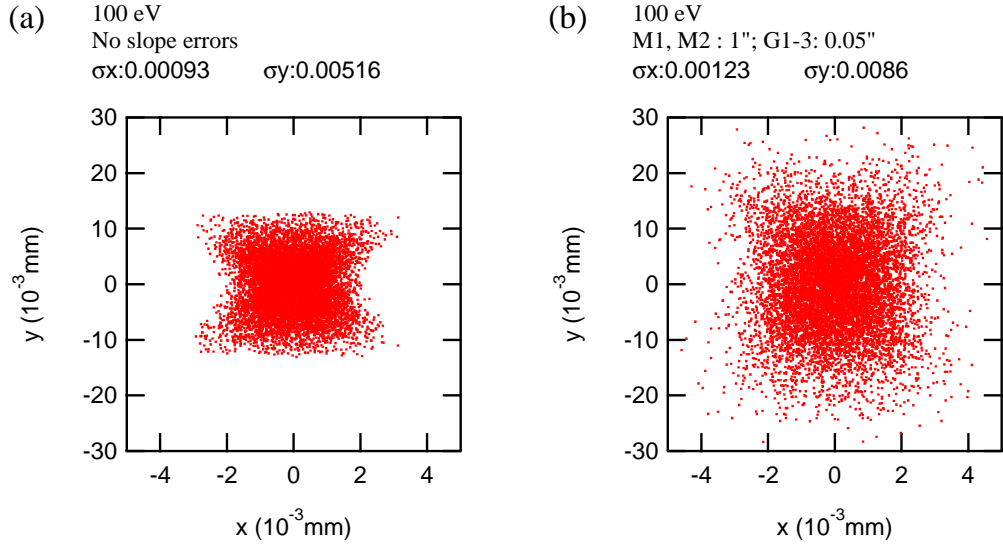 (a)
100 eV
No slope errors
σx:0.00093 σy:0.00516
30
20
10
0
-10
-20
-30
y (10⁻³mm)
-4 -2 0 2 4
x (10⁻³mm)
(b)
100 eV
M1, M2 : 1"; G1-3: 0.05"
σx:0.00123 σy:0.0086
30
20
10
0
-10
-20
-30
y (10⁻³mm)
-4 -2 0 2 4
x (10⁻³mm)